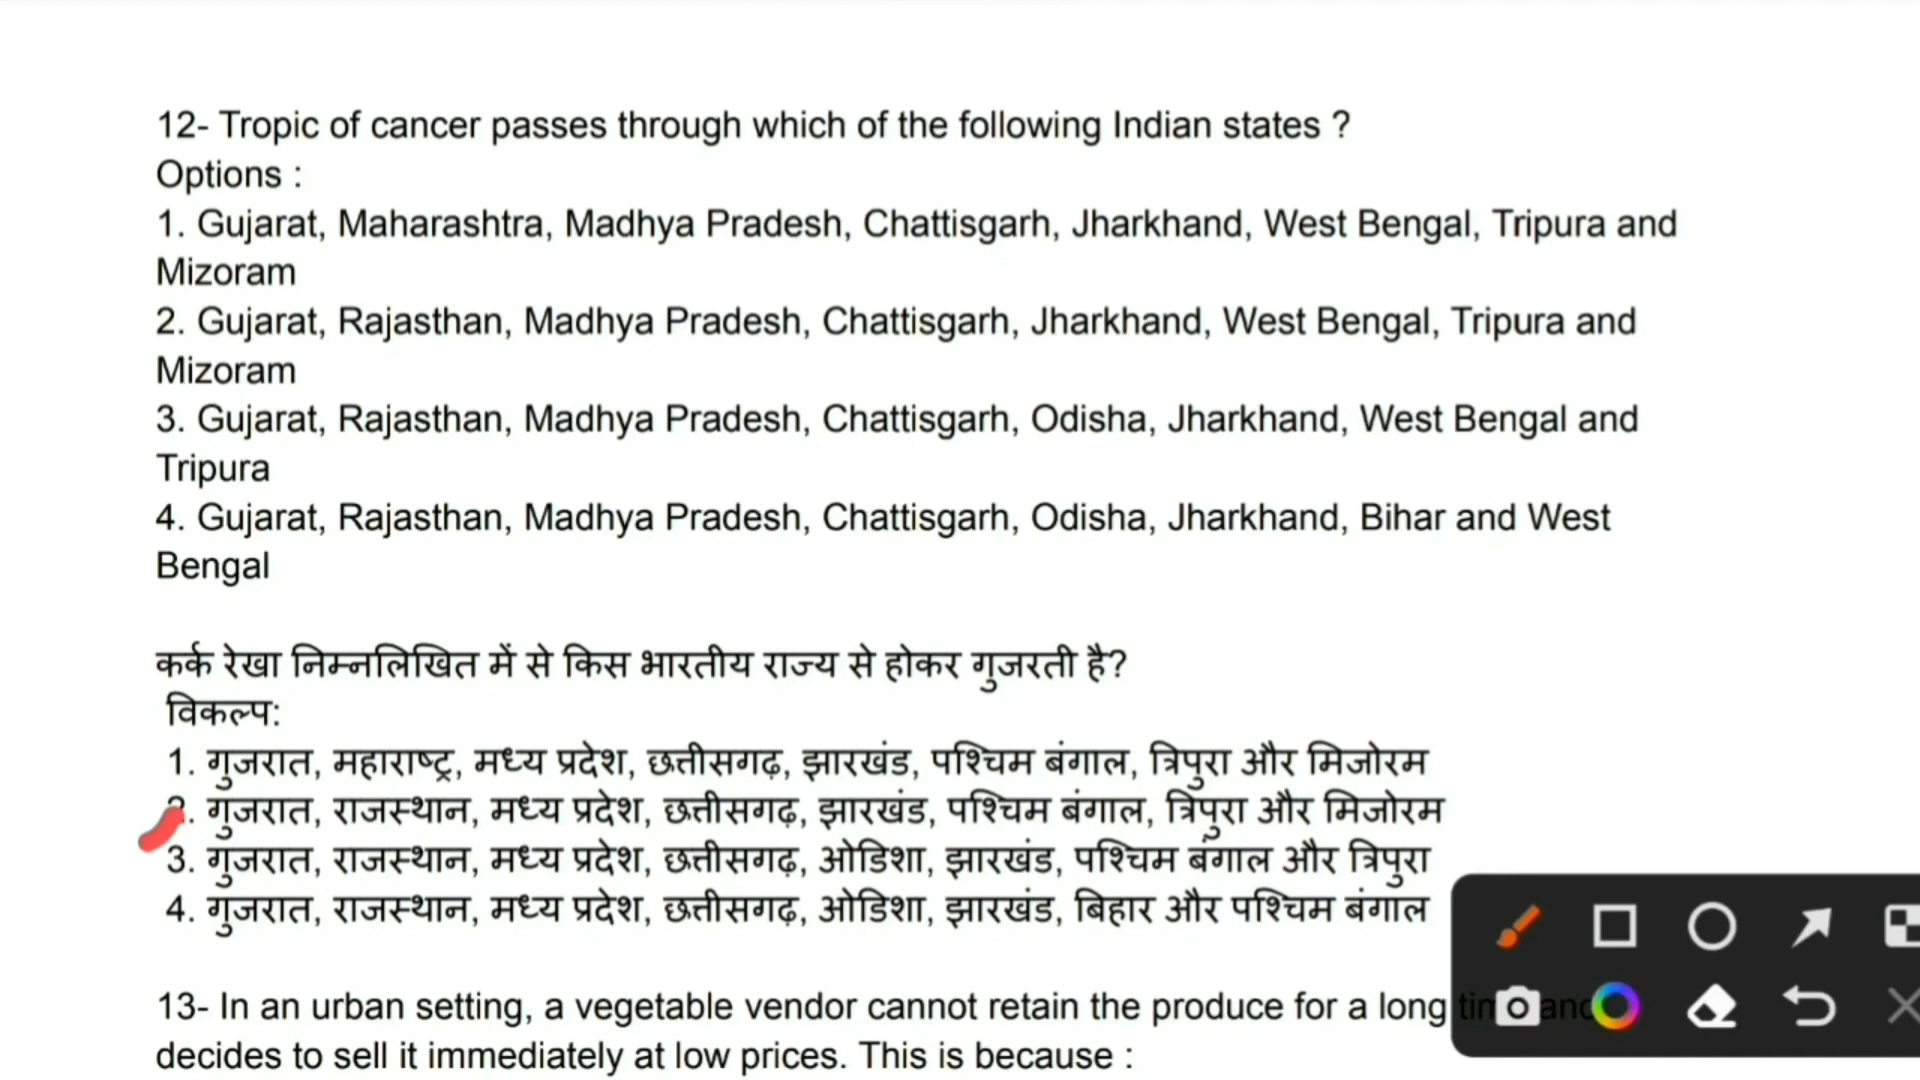 12- Tropic of cancer passes through which of the following Indian states ?
Options :
1. Gujarat, Maharashtra, Madhya Pradesh, Chattisgarh, Jharkhand, West Bengal, Tripura and
Mizoram
2. Gujarat, Rajasthan, Madhya Pradesh, Chattisgarh, Jharkhand, West Bengal, Tripura and
Mizoram
3. Gujarat, Rajasthan, Madhya Pradesh, Chattisgarh, Odisha, Jharkhand, West Bengal and
Tripura
4. Gujarat, Rajasthan, Madhya Pradesh, Chattisgarh, Odisha, Jharkhand, Bihar and West
Bengal
कर्क रेखा निम्नलिखित में से किस भारतीय राज्य से होकर गुजरती है?
विकल्प:
1. गुजरात, महाराष्ट्र, मध्य प्रदेश, छत्तीसगढ़, झारखंड, पश्चिम बंगाल, त्रिपुरा और मिजोरम
2. गुजरात, राजस्थान, मध्य प्रदेश, छत्तीसगढ़, झारखंड, पश्चिम बंगाल, त्रिपुरा और मिजोरम
3. गुजरात, राजस्थान, मध्य प्रदेश, छत्तीसगढ़, ओडिशा, झारखंड, पश्चिम बंगाल और त्रिपुरा
4. गुजरात, राजस्थान, मध्य प्रदेश, छत्तीसगढ़, ओडिशा, झारखंड, बिहार और पश्चिम बंगाल
13- In an urban setting, a vegetable vendor cannot retain the produce for a long time and
decides to sell it immediately at low prices. This is because :